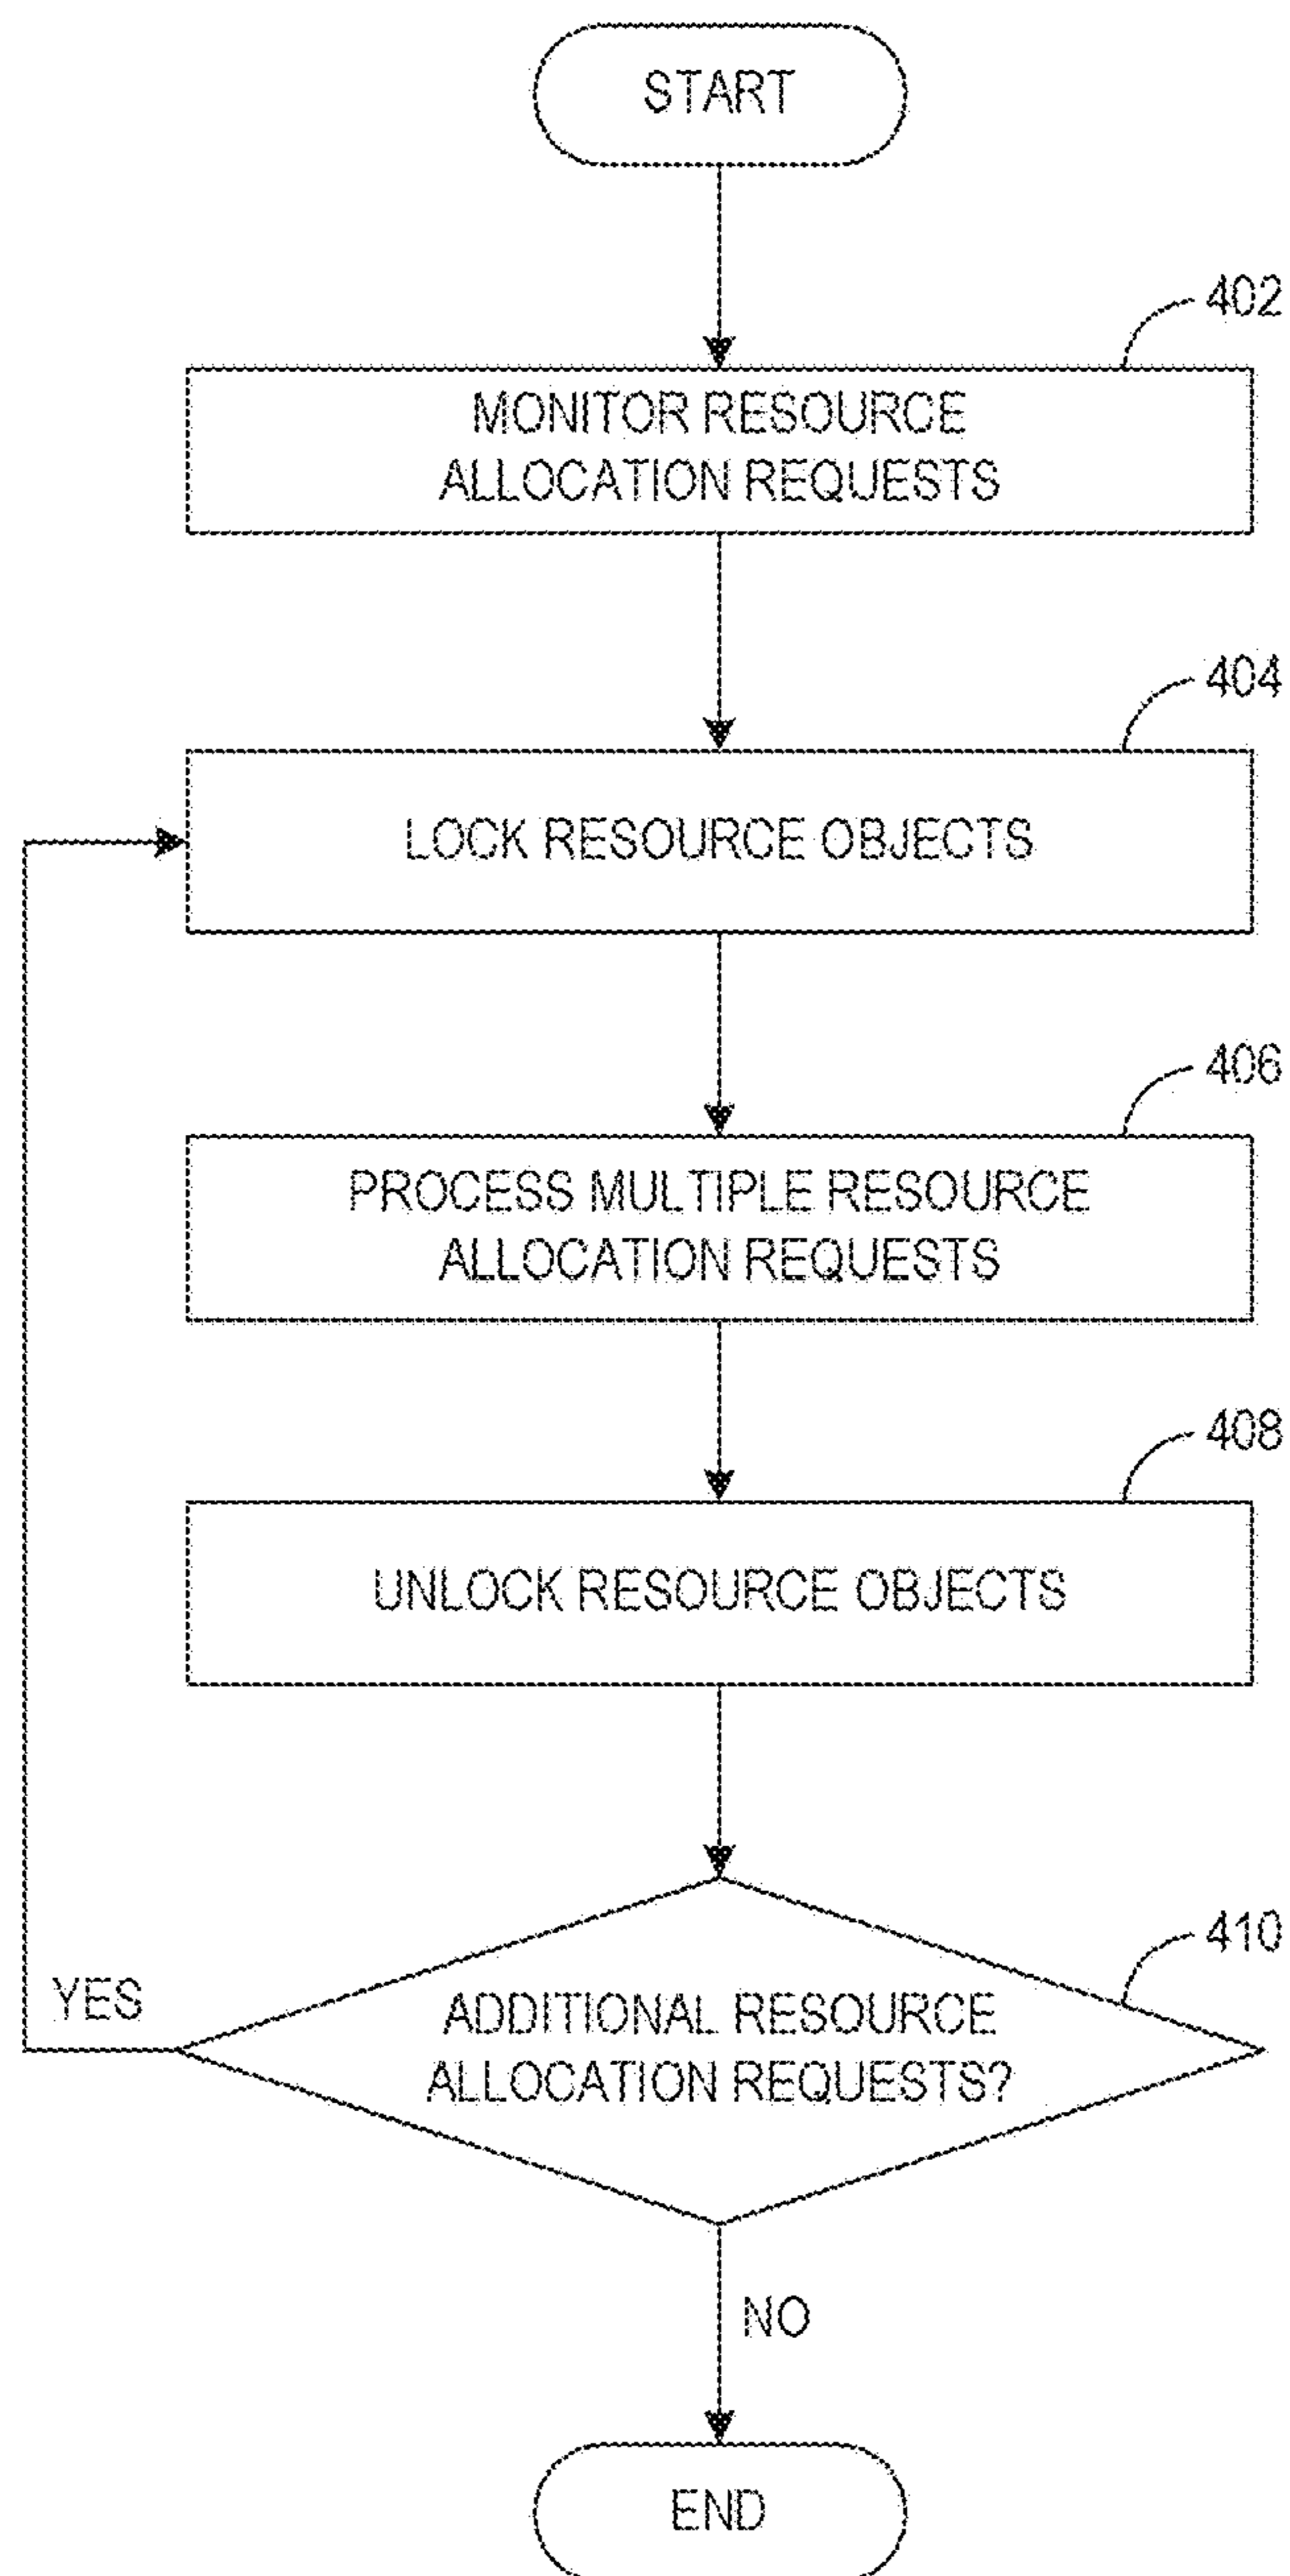 START
402
MONITOR RESOURCE
ALLOCATION REQUESTS
404
LOCK RESOURCE OBJECTS
406
PROCESS MULTIPLE RESOURCE
ALLOCATION REQUESTS
408
UNLOCK RESOURCE OBJECTS
410
ADDITIONAL RESOURCE
ALLOCATION REQUESTS?
YES
NO
END